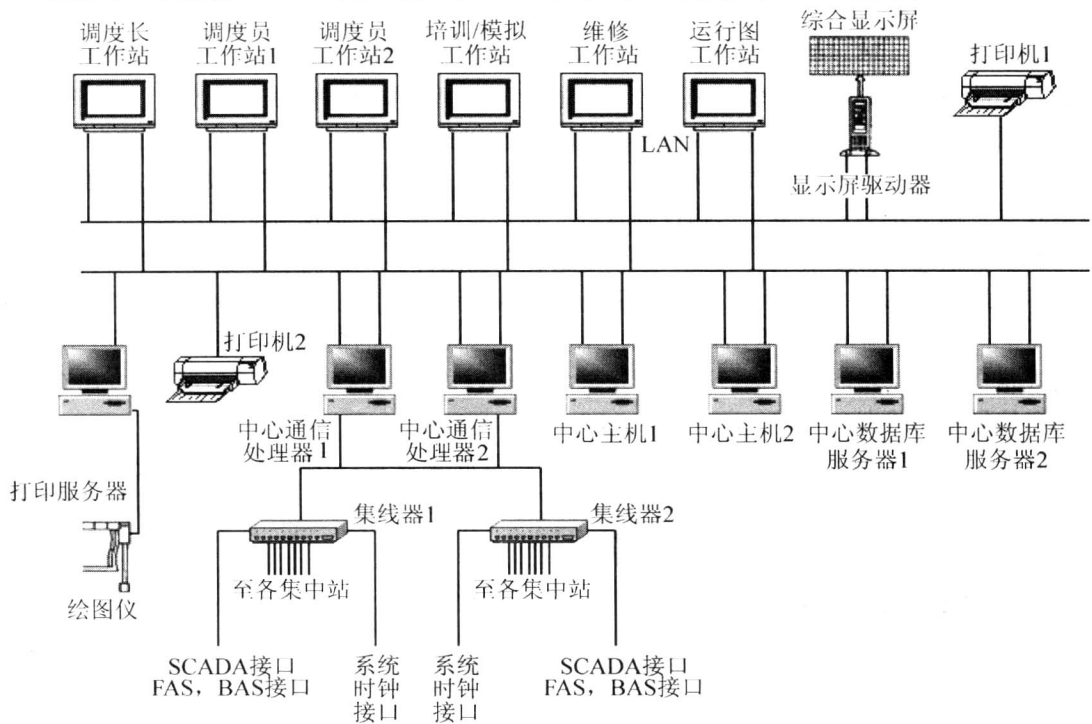 调度长
工作站
调度员
工作站1
调度员
工作站2
培训/模拟
工作站
维修
工作站
运行图
工作站
综合显示屏
打印机1
LAN
显示屏驱动器
打印机2
中心通信
处理器1
中心通信
处理器2
中心主机1
中心主机2
中心数据库
服务器1
中心数据库
服务器2
打印服务器
集线器1
集线器2
至各集中站
至各集中站
绘图仪
SCADA接口
FAS，BAS接口
系统
时钟
接口
系统
时钟
接口
SCADA接口
FAS，BAS接口